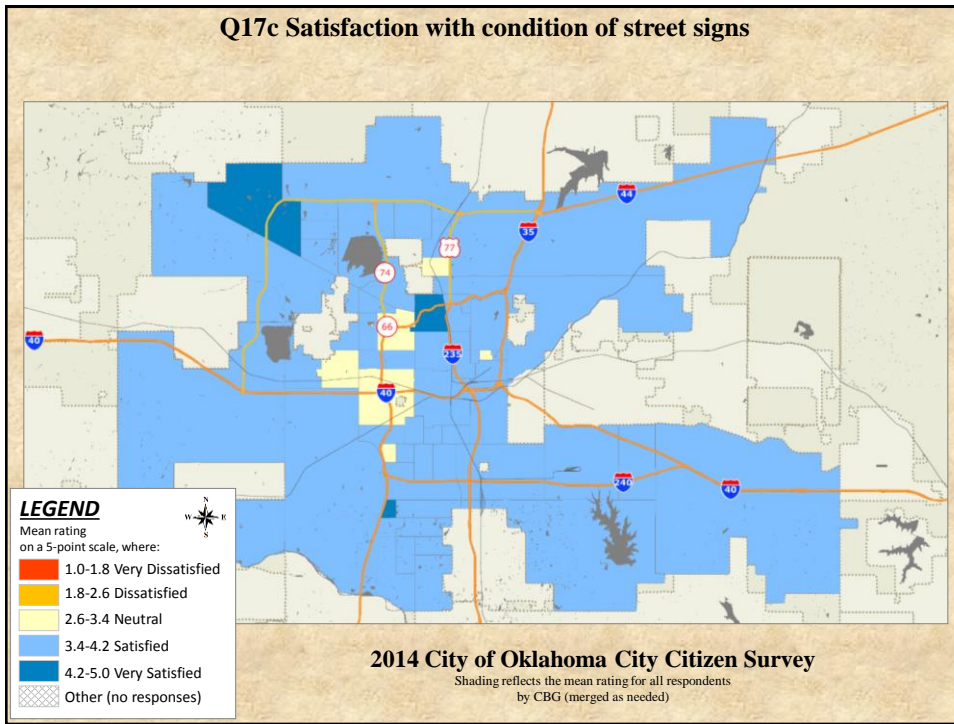 Q17c Satisfaction with condition of street signs
44
35
77
74
66
40
235
40
240
40
LEGEND
N
W E
S
Mean rating
on a 5-point scale, where:
1.0-1.8 Very Dissatisfied
1.8-2.6 Dissatisfied
2.6-3.4 Neutral
3.4-4.2 Satisfied
4.2-5.0 Very Satisfied
Other (no responses)
2014 City of Oklahoma City Citizen Survey
Shading reflects the mean rating for all respondents
by CBG (merged as needed)